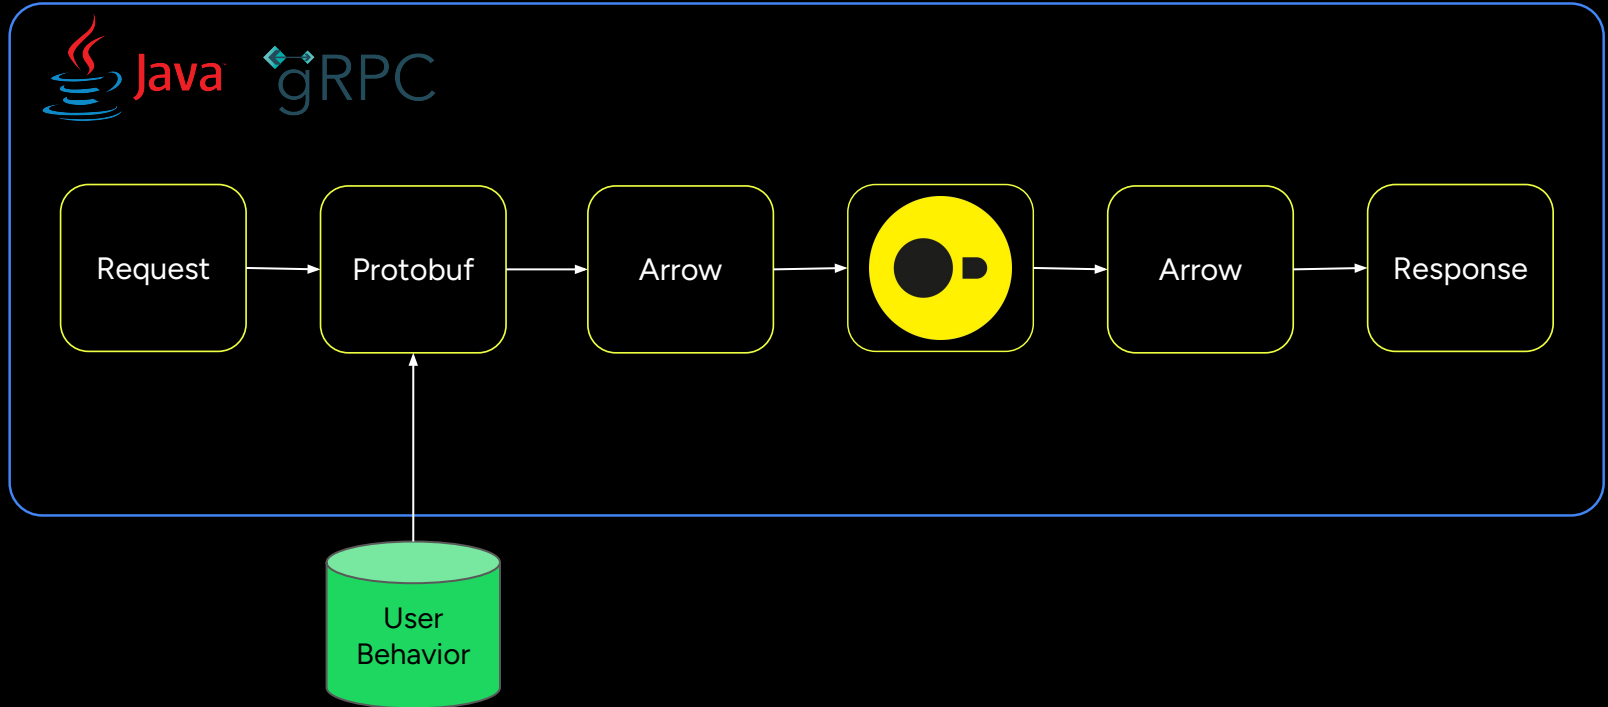 Java
gRPC
Request
Protobuf
Arrow
Arrow
Response
User
Behavior